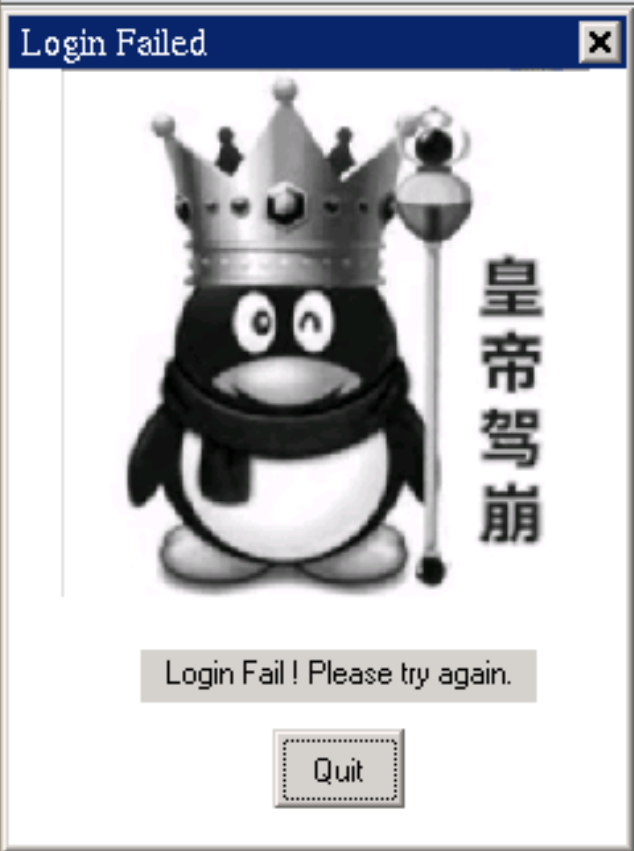 Login Failed
皇帝驾崩
Login Fail ! Please try again.
Quit